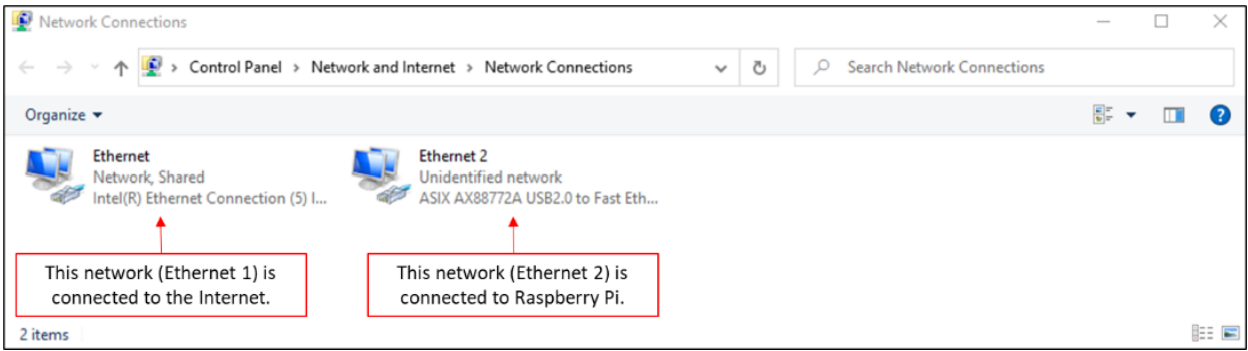 Network Connections
Control Panel > Network and Internet > Network Connections
Search Network Connections
Organize
Ethernet
Network, Shared
Intel(R) Ethernet Connection (5) I...
Ethernet 2
Unidentified network
ASIX AX88772A USB2.0 to Fast Eth...
This network (Ethernet 1) is
connected to the Internet.
This network (Ethernet 2) is
connected to Raspberry Pi.
2 items